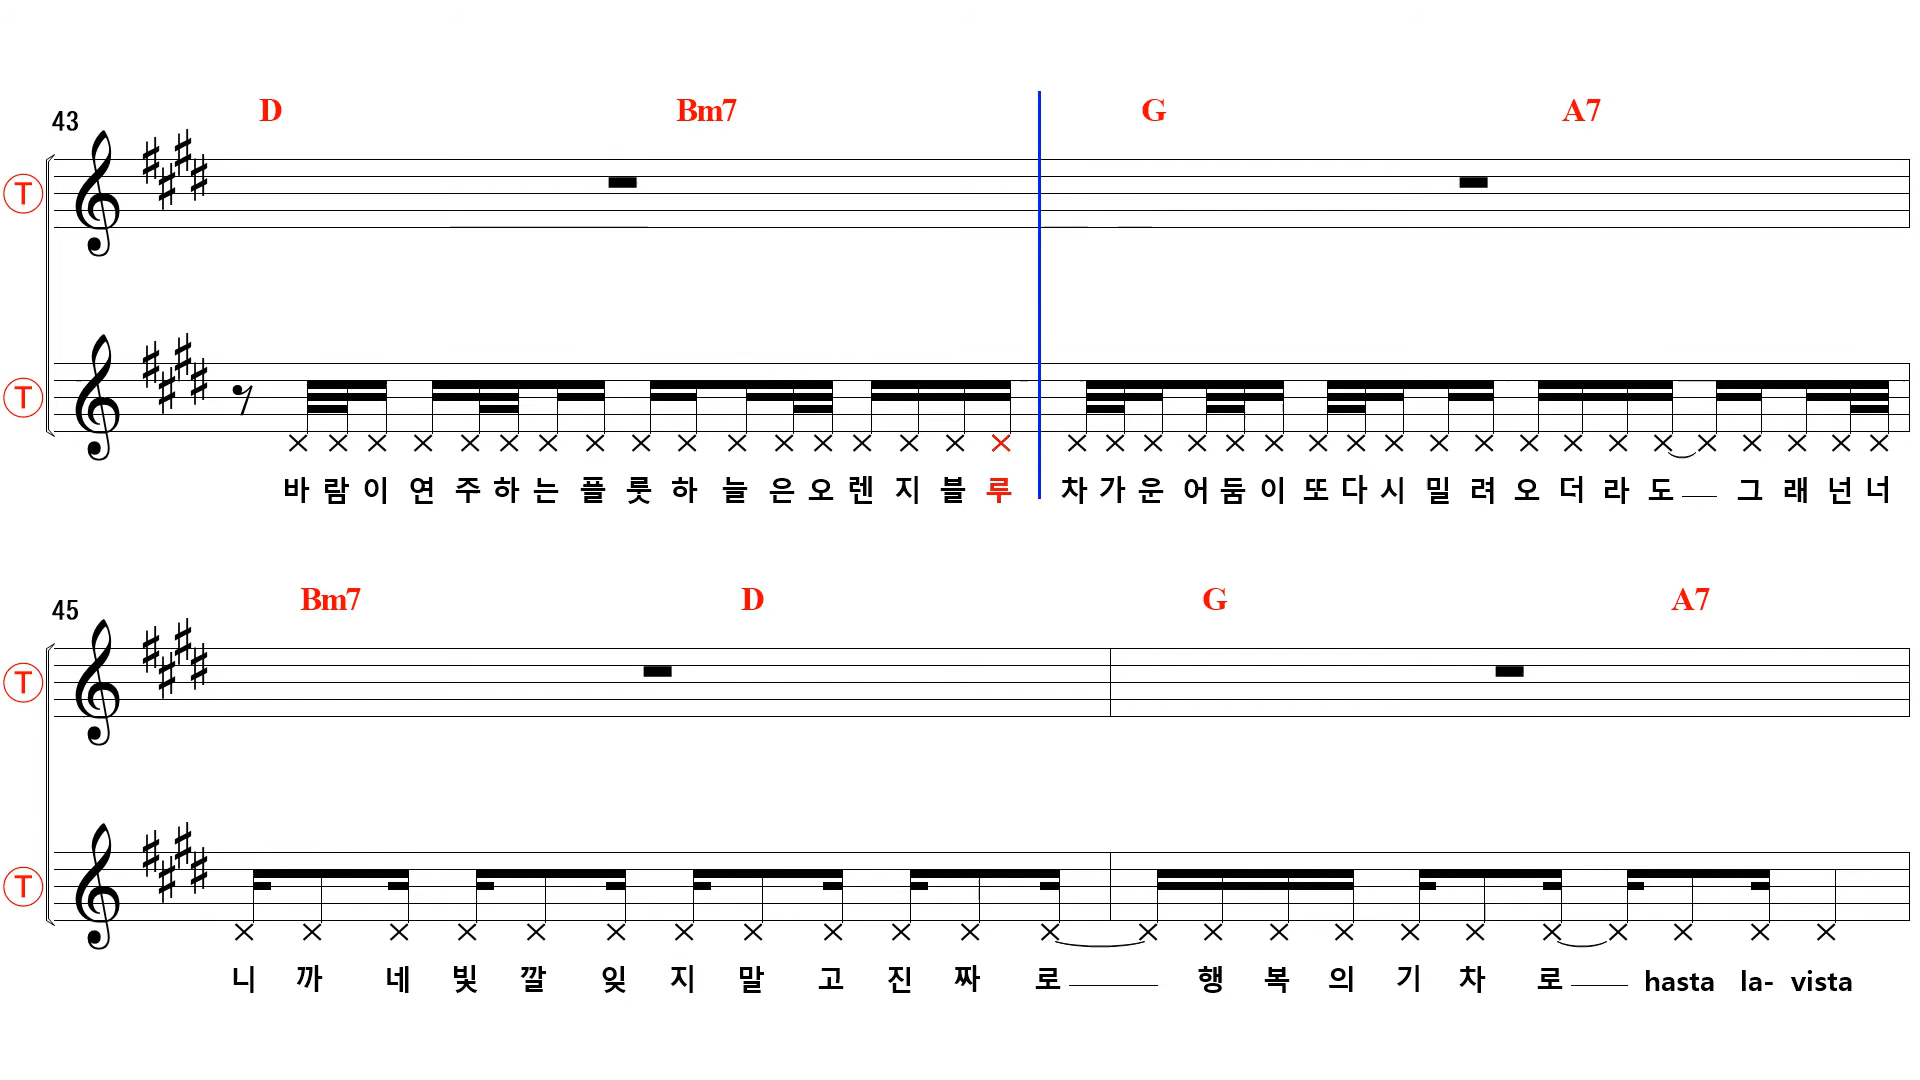 43 D Bm7 G A7
T
T
바 람 이 연 주 하 는 플 룻 하 늘 은 오 렌 지 블 루 차 가 운 어 둠 이 또 다 시 밀 려 오 더 라 도 그 래 넌 너
45 Bm7 D G A7
T
T
니 까 네 빛 깔 잊 지 말 고 진 짜 로 행 복 의 기 차 로 hasta la- vista